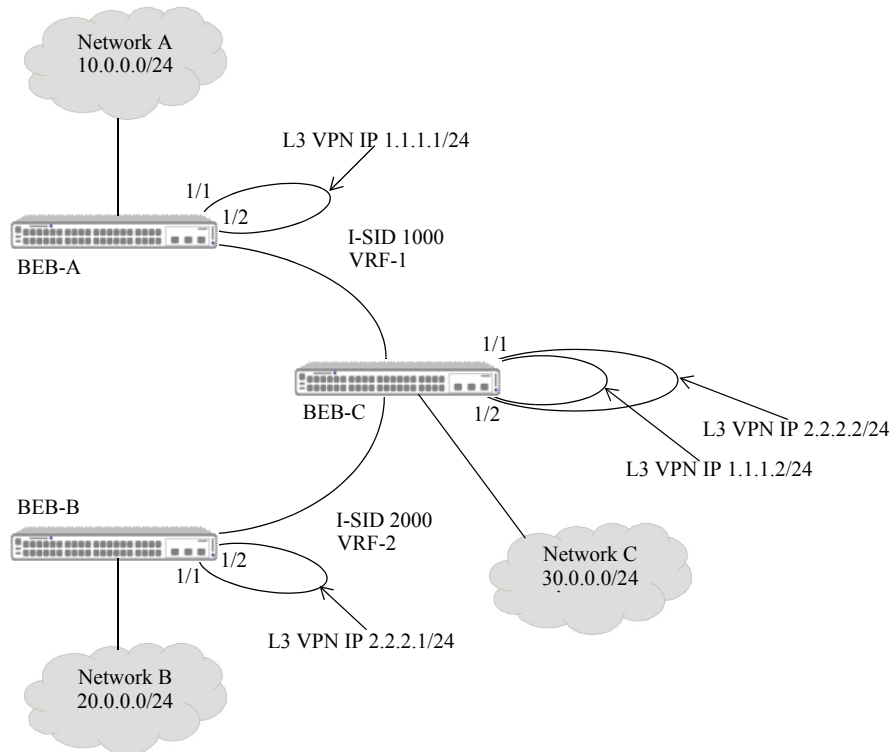 Network A
10.0.0.0/24
L3 VPN IP 1.1.1.1/24
1/1
1/2
I-SID 1000
VRF-1
BEB-A
1/1
BEB-C
1/2
L3 VPN IP 2.2.2.2/24
L3 VPN IP 1.1.1.2/24
BEB-B
I-SID 2000
VRF-2
1/2
1/1
Network C
30.0.0.0/24
L3 VPN IP 2.2.2.1/24
Network B
20.0.0.0/24